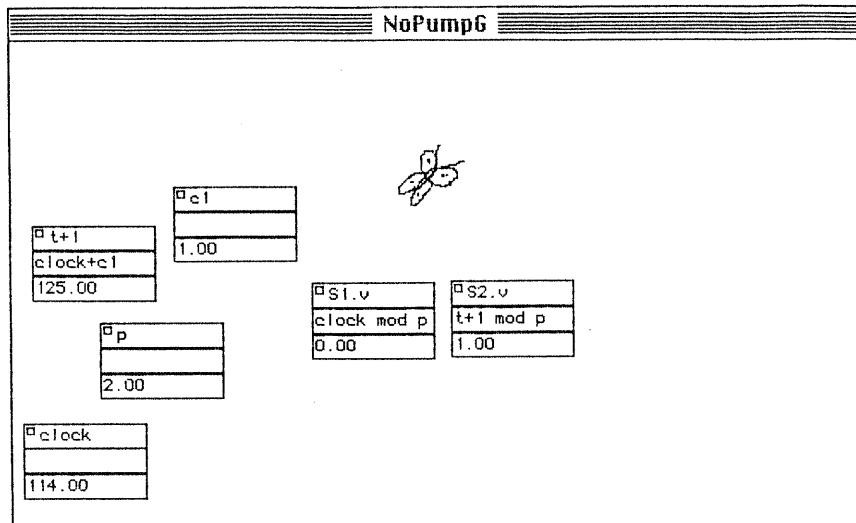 NoPumpG
c1
1.00
t+1
clock+c1
125.00
S1.v
clock mod p
0.00
S2.v
t+1 mod p
1.00
p
2.00
clock
114.00